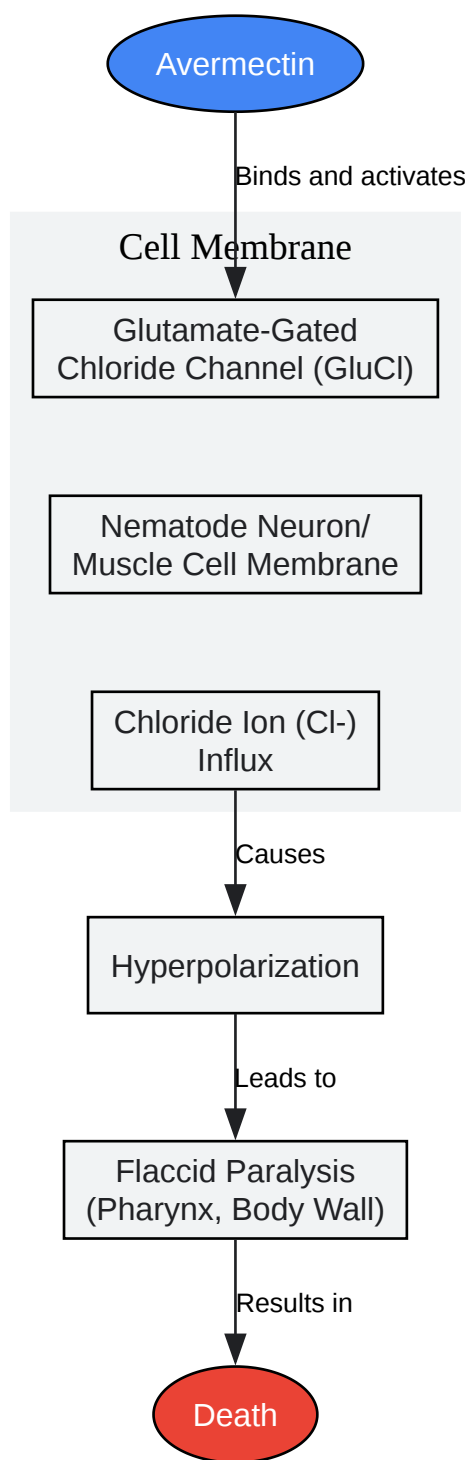 Avermectin
Binds and activates
Cell Membrane
Glutamate-Gated
Chloride Channel (GluCl)
Nematode Neuron/
Muscle Cell Membrane
Chloride Ion (Cl-)
Influx
Causes
Hyperpolarization
Leads to
Flaccid Paralysis
(Pharynx, Body Wall)
Results in
Death